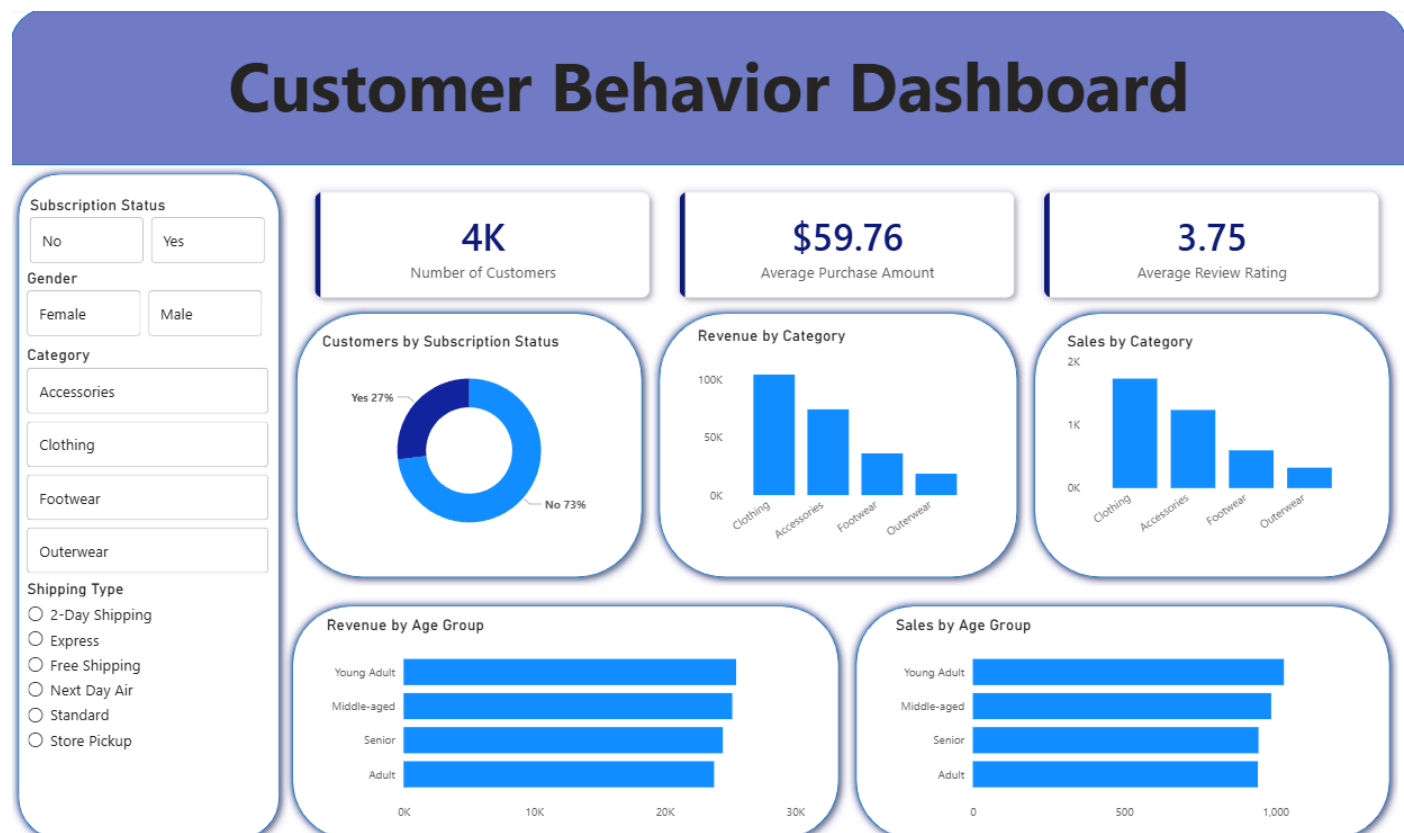 Customer Behavior Dashboard
Subscription Status
No
Yes
Gender
Female
Male
Category
Accessories
Clothing
Footwear
Outerwear
Shipping Type
2-Day Shipping
Express
Free Shipping
Next Day Air
Standard
Store Pickup
4K
Number of Customers
$59.76
Average Purchase Amount
3.75
Average Review Rating
Customers by Subscription Status
Yes 27%
No 73%
Revenue by Category
100K
50K
0K
Clothing
Accessories
Footwear
Outerwear
Sales by Category
2K
1K
0K
Clothing
Accessories
Footwear
Outerwear
Revenue by Age Group
Young Adult
Middle-aged
Senior
Adult
0K 10K 20K 30K
Sales by Age Group
Young Adult
Middle-aged
Senior
Adult
0 500 1,000